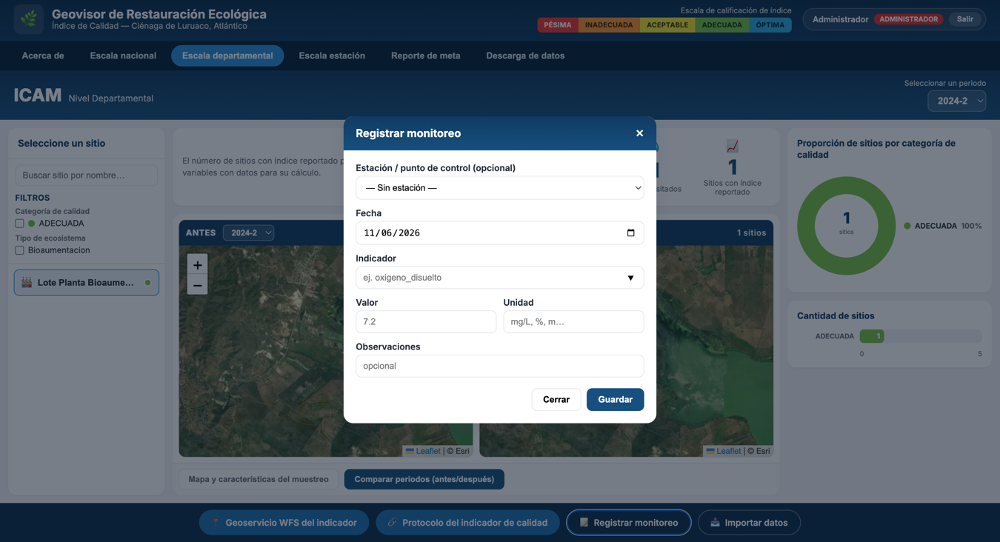 Geovisor de Restauración Ecológica
Índice de Calidad — Ciénaga de Luruaco, Atlántico
Escala de calificación de índice
PÉSIMA INADECUADA ACEPTABLE ADECUADA ÓPTIMA
Administrador ADMINISTRADOR Salir
Acerca de Escala nacional Escala departamental Escala estación Reporte de meta Descarga de datos
ICAM Nivel Departamental
Seleccionar un periodo
2024-2
Seleccione un sitio
Buscar sitio por nombre…
FILTROS
Categoría de calidad
ADECUADA
Tipo de ecosistema
Bioaumentacion
Lote Planta Bioaume…
El número de sitios con índice reportado
variables con datos para su cálculo.
1
Sitios con índice
reportado
ANTES 2024-2
1 sitios
+
−
Leaflet | © Esri
Leaflet | © Esri
Mapa y características del muestreo
Comparar periodos (antes/después)
Registrar monitoreo ×
Estación / punto de control (opcional)
— Sin estación —
Fecha
11/06/2026
Indicador
ej. oxigeno_disuelto
Valor Unidad
7.2 mg/L, %, m…
Observaciones
opcional
Cerrar Guardar
Proporción de sitios por categoría de
calidad
1
sitios
ADECUADA 100%
Cantidad de sitios
ADECUADA 1
0 5
Geoservicio WFS del indicador Protocolo del indicador de calidad Registrar monitoreo Importar datos